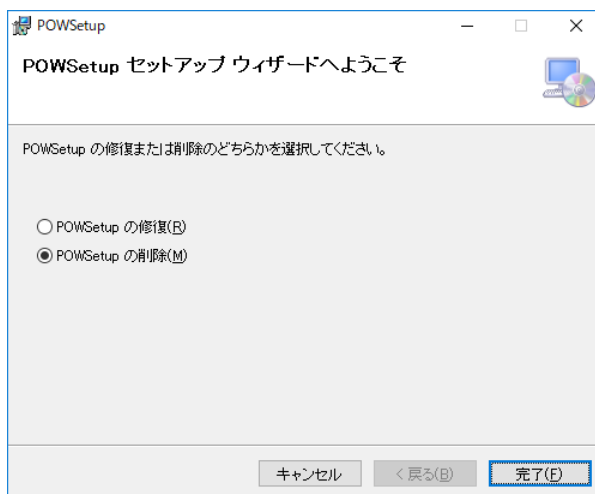 POWSetup
POWSetup セットアップ ウィザードへようこそ
POWSetup の修復または削除のどちらかを選択してください。
POWSetup の修復(R)
POWSetup の削除(M)
キャンセル
< 戻る(B)
完了(F)